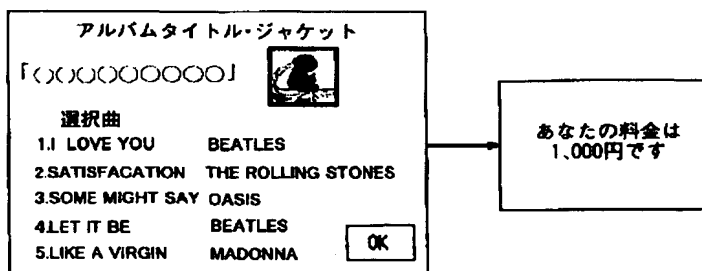 アルバムタイトル・ジャケット
「○○○○○○○○○」
選択曲
1.I LOVE YOU BEATLES
2.SATISFACATION THE ROLLING STONES
3.SOME MIGHT SAY OASIS
4.LET IT BE BEATLES
5.LIKE A VIRGIN MADONNA
OK
あなたの料金は
1,000円です